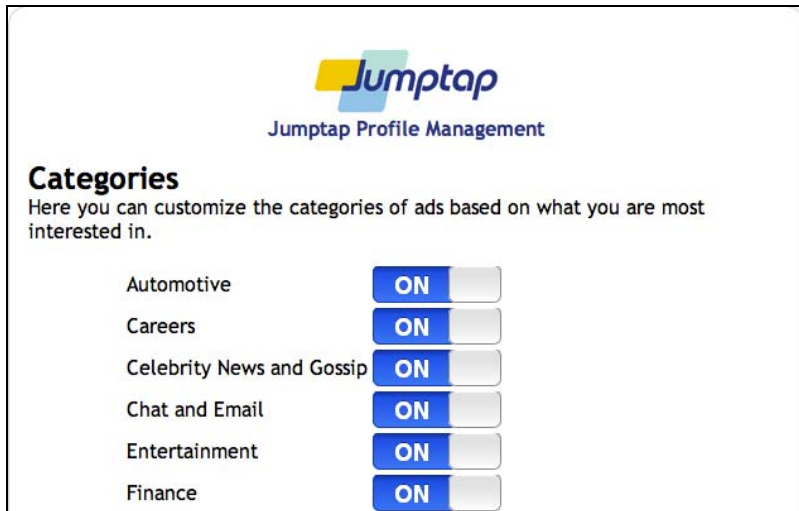 Jumptap
Jumptap Profile Management
Categories
Here you can customize the categories of ads based on what you are most
interested in.
Automotive ON
Careers ON
Celebrity News and Gossip ON
Chat and Email ON
Entertainment ON
Finance ON